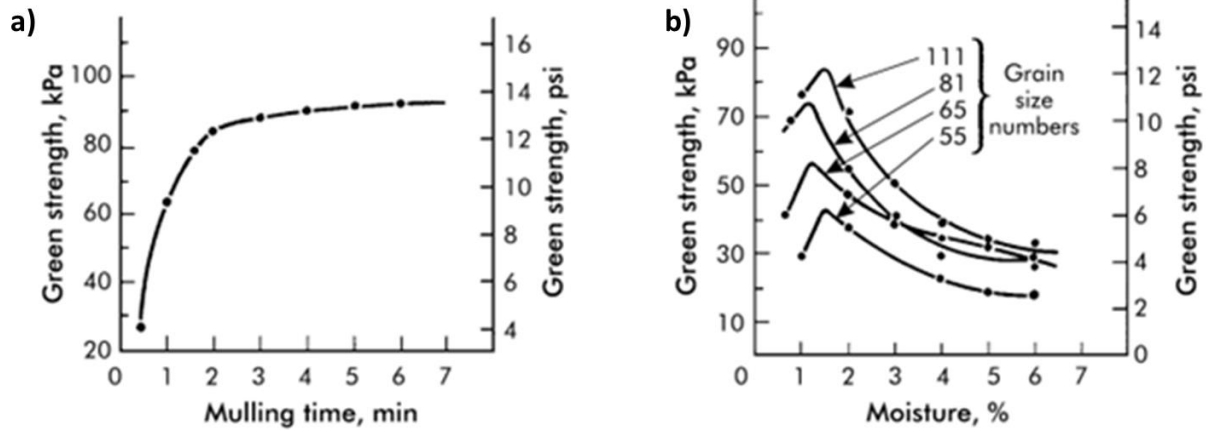 a)
Green strength, kPa
100
80
60
40
20
0 1 2 3 4 5 6 7
Mulling time, min
16
14
12
10
8
6
4
Green strength, psi
b)
Green strength, kPa
90
70
50
30
10
0 1 2 3 4 5 6 7
Moisture, %
111
81
65
55
Grain
size
numbers
14
12
10
8
6
4
2
0
Green strength, psi